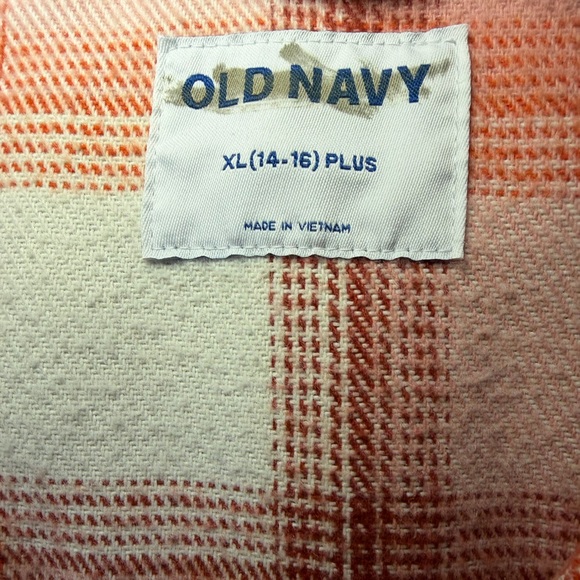 OLD NAVY
XL(14-16) PLUS
MADE IN VIETNAM